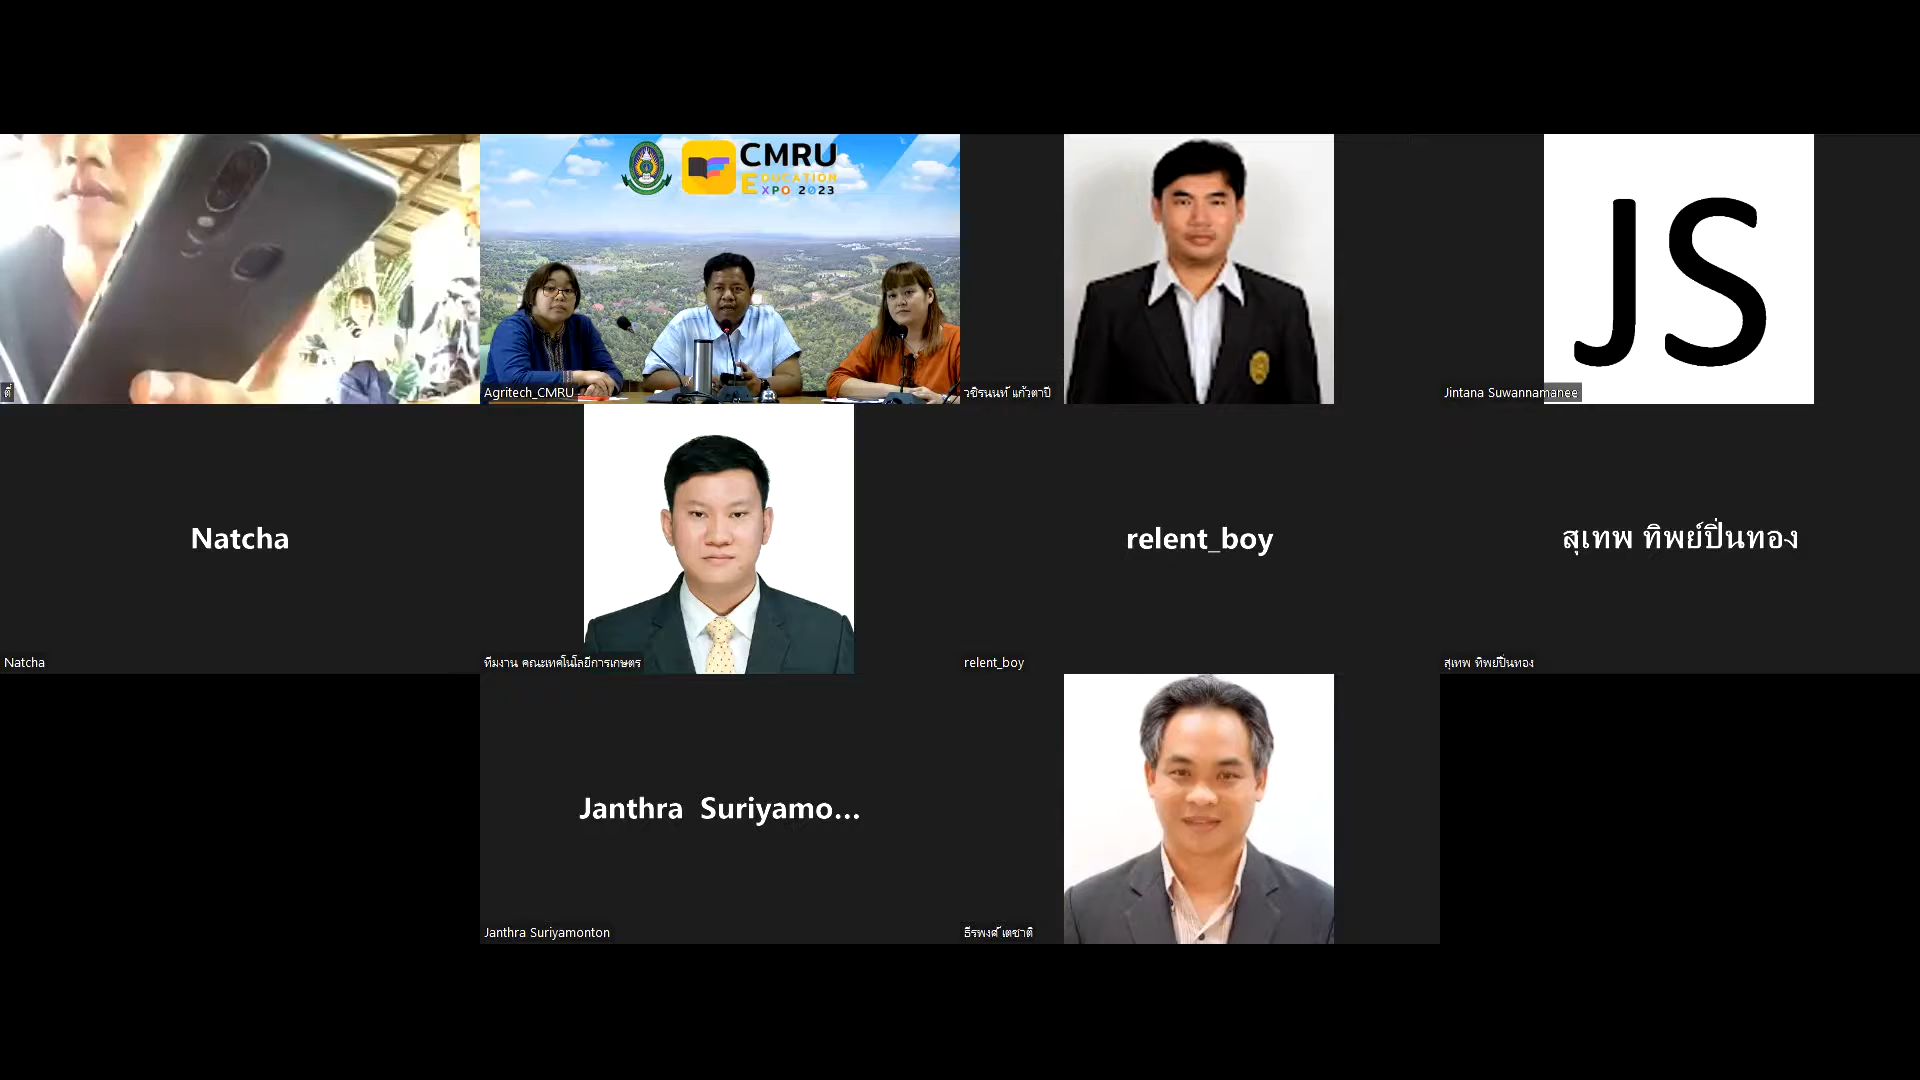 CMRU
EDUCATION
EXPO 2023
ตี๋
Agritech_CMRU
วชิรนนท์ แก้วตาปี
JS
Jintana Suwannamanee
Natcha
relent_boy
สุเทพ ทิพย์ปิ่นทอง
Natcha
ทีมงาน คณะเทคโนโลยีการเกษตร
relent_boy
สุเทพ ทิพย์ปิ่นทอง
Janthra Suriyamo...
Janthra Suriyamonton
ธีรพงศ์ เตชาติ